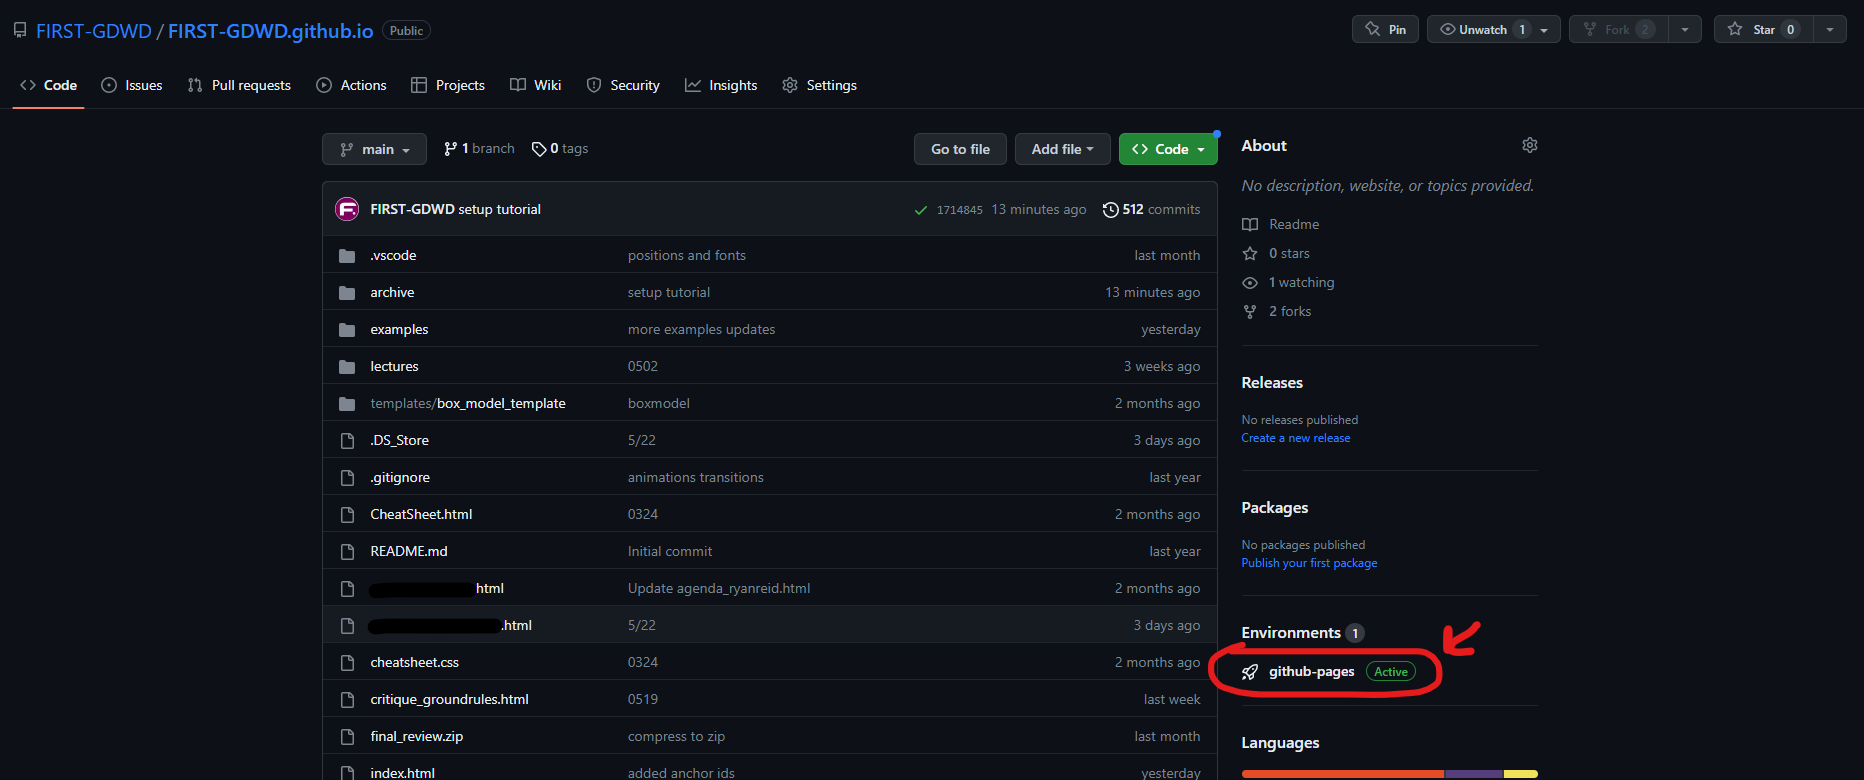 FIRST-GDWD / FIRST-GDWD.github.io Public
Pin Unwatch 1 Fork 2 Star 0
Code Issues Pull requests Actions Projects Wiki Security Insights Settings
main 1 branch 0 tags Go to file Add file Code
FIRST-GDWD setup tutorial 1714845 13 minutes ago 512 commits
.vscode positions and fonts last month
archive setup tutorial 13 minutes ago
examples more examples updates yesterday
lectures 0502 3 weeks ago
templates/box_model_template boxmodel 2 months ago
.DS_Store 5/22 3 days ago
.gitignore animations transitions last year
CheatSheet.html 0324 2 months ago
README.md Initial commit last year
html Update agenda_ryanreid.html 2 months ago
.html 5/22 3 days ago
cheatsheet.css 0324 2 months ago
critique_groundrules.html 0519 last week
final_review.zip compress to zip last month
index.html added anchor ids yesterday
About
No description, website, or topics provided.
Readme
0 stars
1 watching
2 forks
Releases
No releases published
Create a new release
Packages
No packages published
Publish your first package
Environments 1
github-pages Active
Languages